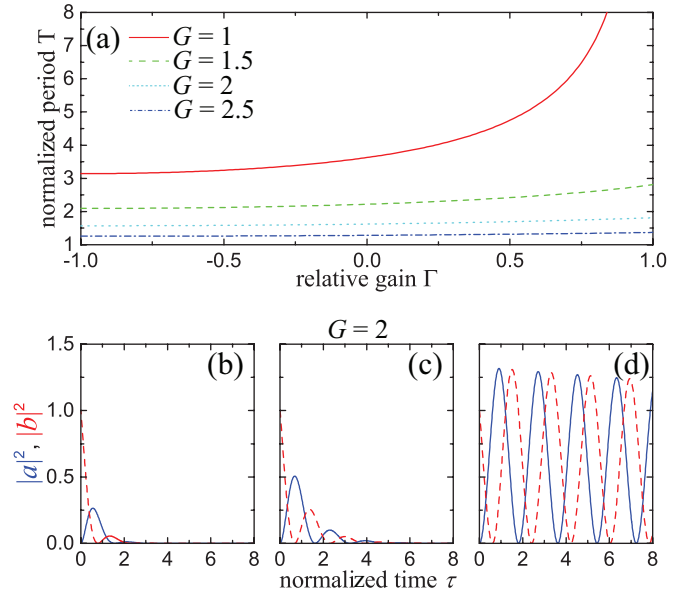 (a)
normalized period T
8
7
6
5
4
3
2
1
G = 1
G = 1.5
G = 2
G = 2.5
-1.0 -0.5 0.0 0.5 1.0
relative gain Γ
G = 2
|a|², |b|²
1.5
1.0
0.5
0.0
(b) (c) (d)
0 2 4 6 8 0 2 4 6 8 0 2 4 6 8
normalized time τ